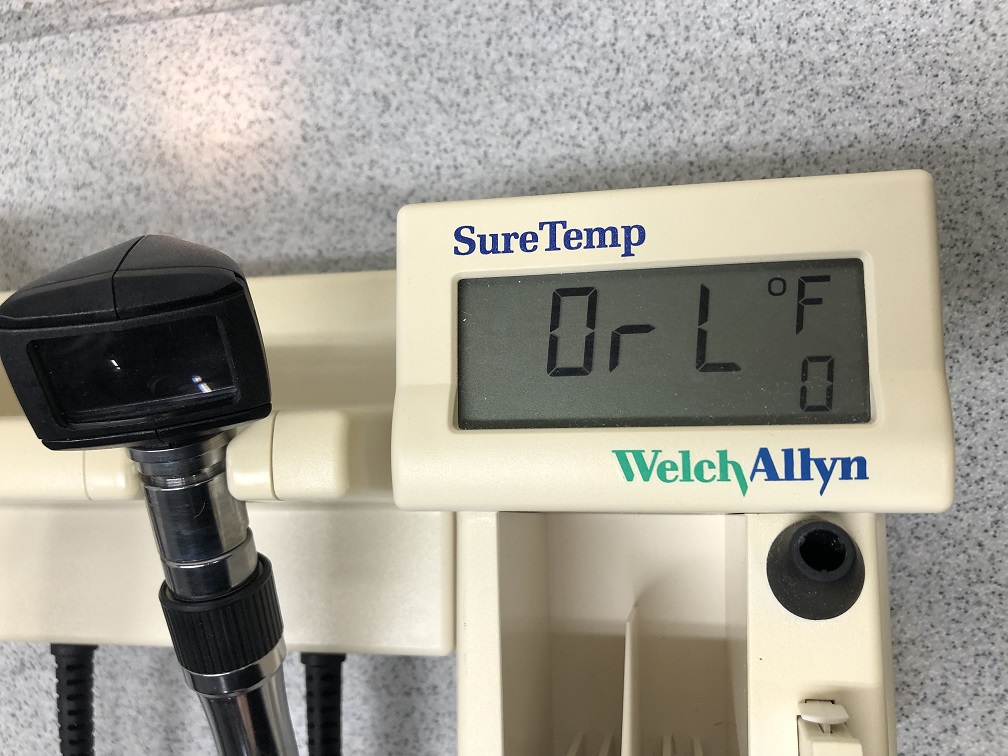 SureTemp
OrL °F
0
WelchAllyn